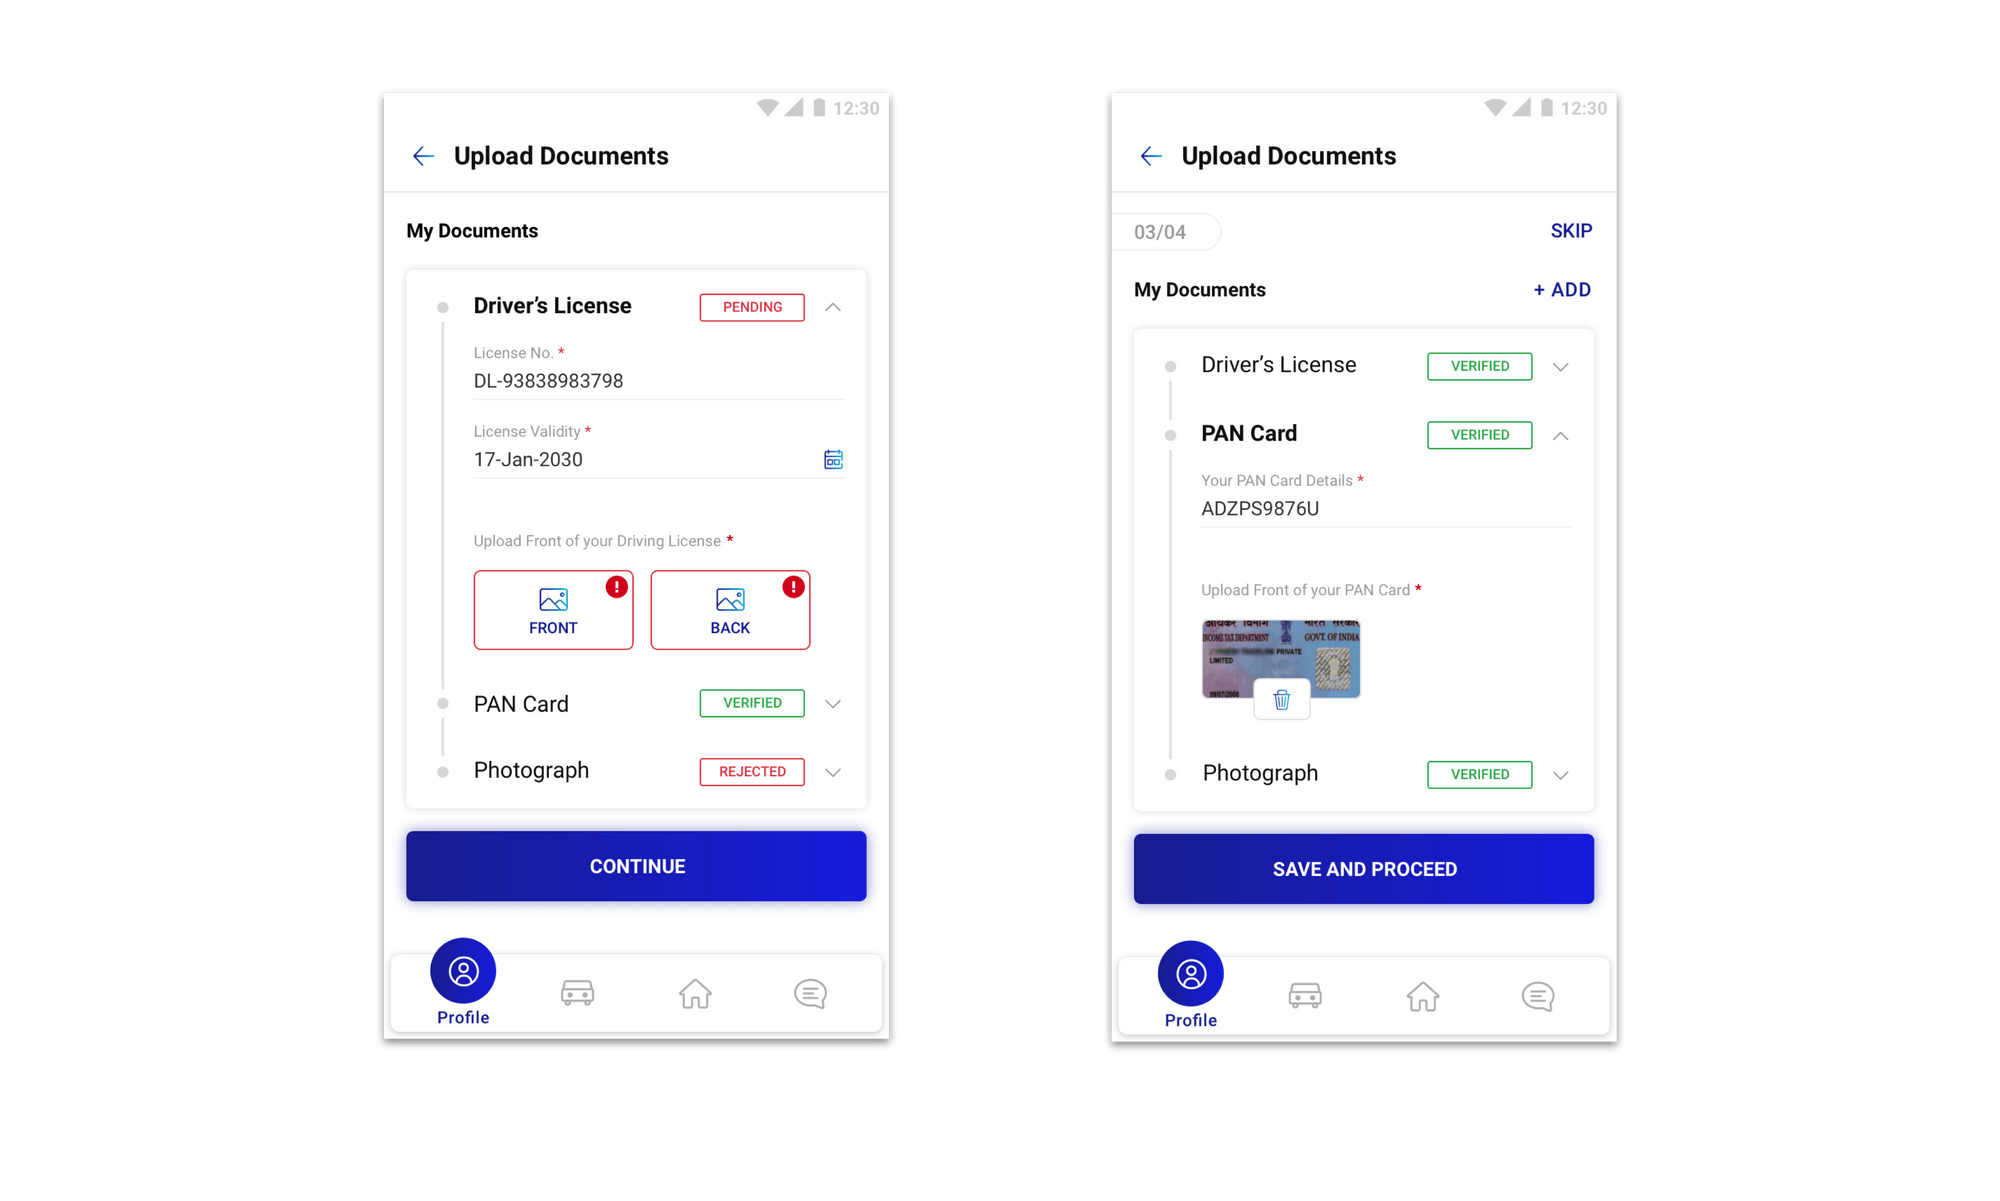 12:30
Upload Documents
My Documents
Driver’s License
PENDING
License No. *
DL-93838983798
License Validity *
17-Jan-2030
Upload Front of your Driving License *
FRONT
BACK
PAN Card
VERIFIED
Photograph
REJECTED
CONTINUE
Profile
12:30
Upload Documents
03/04
SKIP
My Documents
+ ADD
Driver’s License
VERIFIED
PAN Card
VERIFIED
Your PAN Card Details *
ADZPS9876U
Upload Front of your PAN Card *
आयकर विभाग
भारत सरकार
INCOME TAX DEPARTMENT
GOVT. OF INDIA
PRIVATE
LIMITED
09/07/2008
Photograph
VERIFIED
SAVE AND PROCEED
Profile